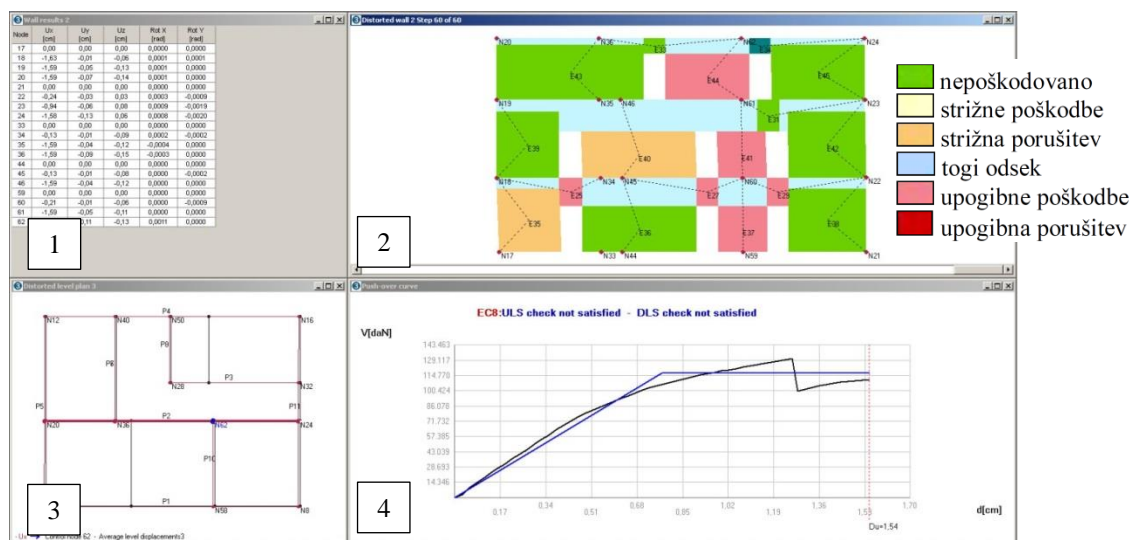 Wall results 2
Node Ux [cm] Uy [cm] Uz [cm] Rot X [rad] Rot Y [rad]
17 0,00 0,00 0,00 0,0000 0,0000
18 -1,63 -0,01 -0,06 0,0001 0,0001
19 -1,59 -0,05 -0,13 0,0001 0,0000
20 -1,59 -0,07 -0,14 0,0001 0,0000
21 0,00 0,00 0,00 0,0000 0,0000
22 -0,24 -0,03 0,03 0,0003 -0,0009
23 -0,94 -0,06 0,08 0,0009 -0,0019
24 -1,58 -0,13 0,06 0,0008 -0,0020
33 0,00 0,00 0,00 0,0000 0,0000
34 -0,13 -0,01 -0,09 0,0002 -0,0002
35 -1,59 -0,04 -0,12 -0,0004 0,0000
36 -1,59 -0,09 -0,15 -0,0003 0,0000
44 0,00 0,00 0,00 0,0000 0,0000
45 -0,13 -0,01 -0,08 0,0000 -0,0002
46 -1,59 -0,04 -0,12 0,0000 0,0000
59 0,00 0,00 0,00 0,0000 0,0000
60 -0,21 -0,01 -0,06 0,0000 -0,0009
61 -1,59 -0,05 -0,11 0,0000 0,0000
62 0,11 -0,13 0,0011 0,0000
1
Distorted wall 2 Step 60 of 60
N20 N36 N62 N24
E33 E34
E43 E44 E46
N19 N35 N46 N61 N23
E31
E39 E40 E41 E42
N18 N34 N45 N60 N22
E25 E27 E28
E35 E36 E37 E38
N17 N33 N44 N59 N21
2
nepoškodovano
strižne poškodbe
strižna porušitev
togi odsek
upogibne poškodbe
upogibna porušitev
Distorted level plan 3
P4
N12 N40 N50 N16
P9
P3
N28 N32
P5 P2 P11
N20 N36 N62 N24
P10
P1
N58 N8
3
Ux Control node 62 - Average level displacements3
Push-over curve
EC8:ULS check not satisfied - DLS check not satisfied
V[daN]
143.463
129.117
114.770
100.424
86.078
71.732
57.385
43.039
28.693
14.346
0,17 0,34 0,51 0,68 0,85 1,02 1,19 1,36 1,53 1,70
d[cm]
Du=1,54
4